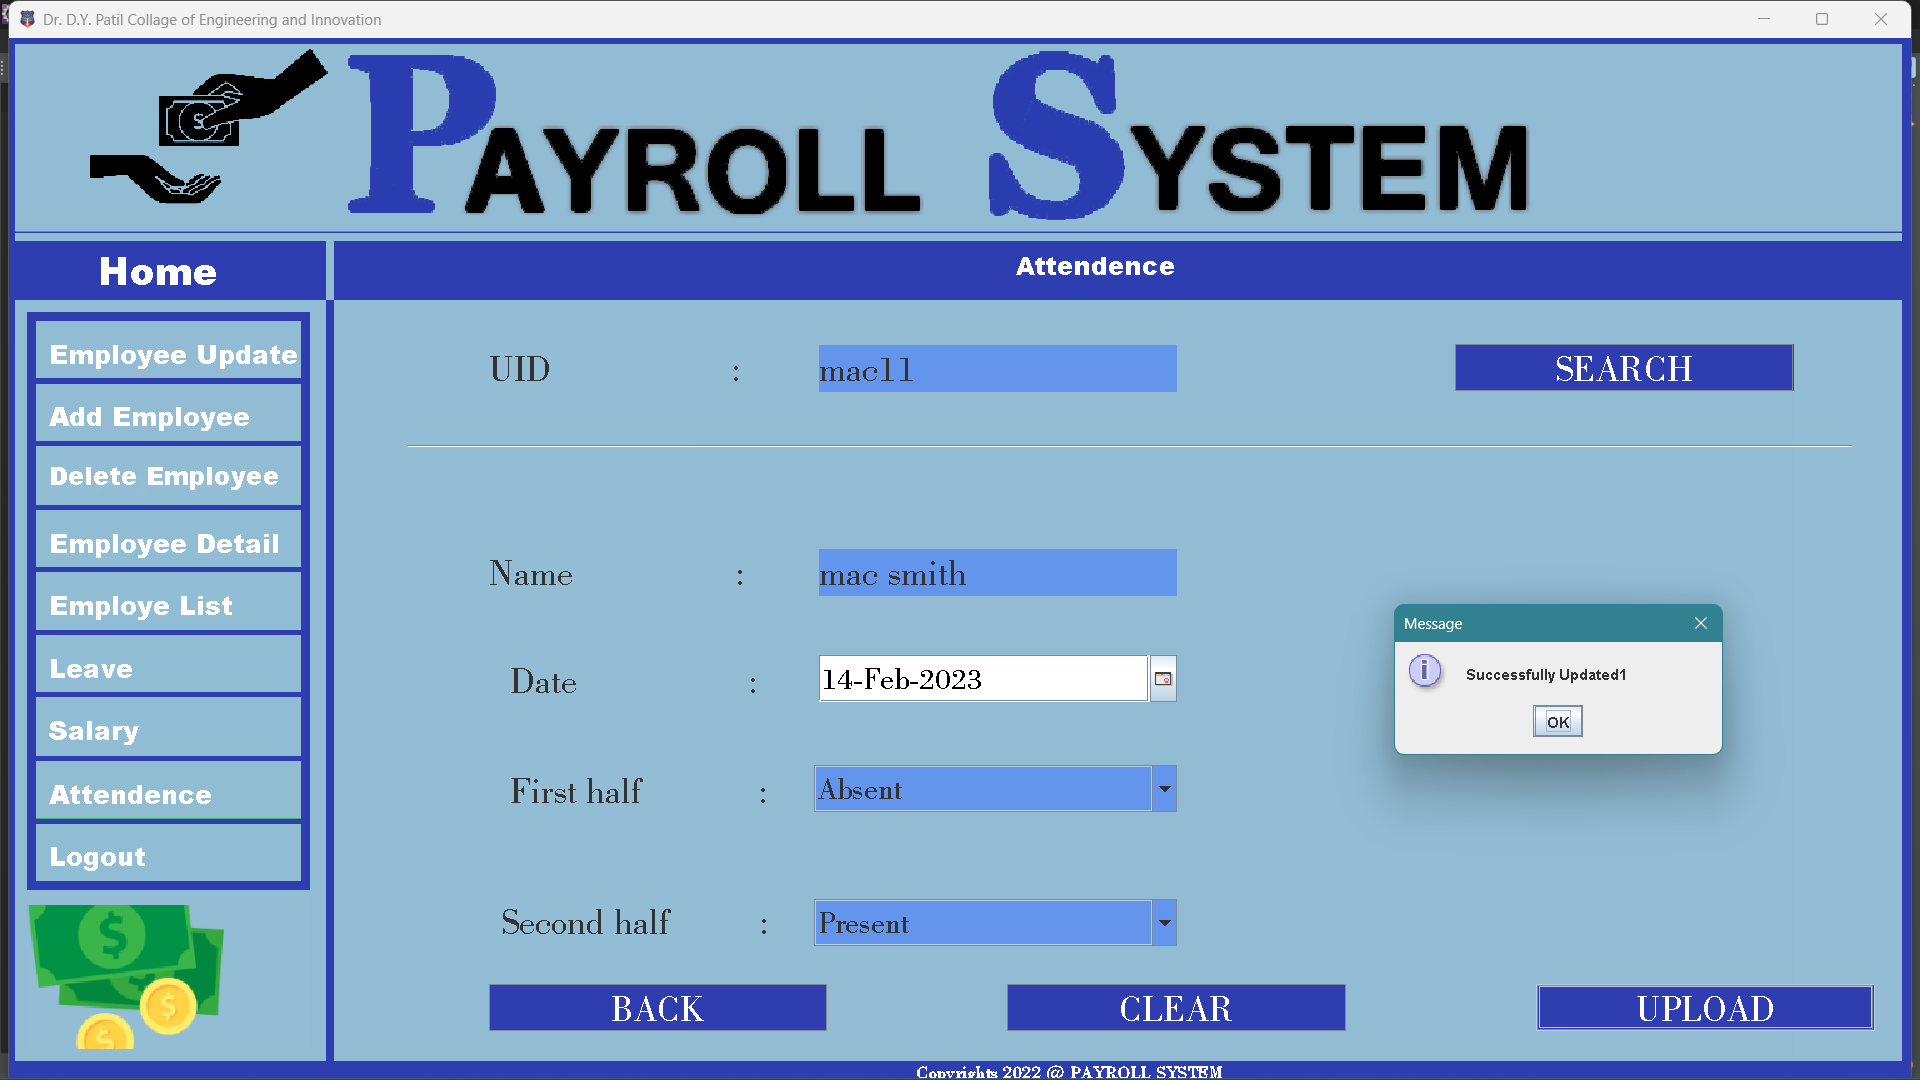 Dr. D.Y. Patil Collage of Engineering and Innovation
PAYROLL SYSTEM
Home
Attendence
Employee Update
Add Employee
Delete Employee
Employee Detail
Employe List
Leave
Salary
Attendence
Logout
UID : mac11
SEARCH
Name : mac smith
Date : 14-Feb-2023
First half : Absent
Second half : Present
Message
Successfully Updated1
OK
BACK
CLEAR
UPLOAD
Copyrights 2022 @ PAYROLL SYSTEM